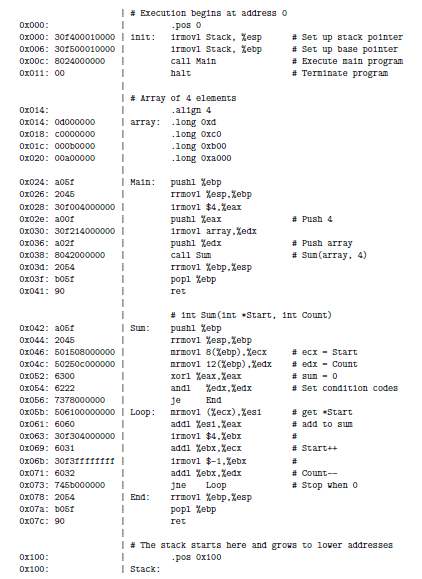 | # Execution begins at address 0
0x000: | .pos 0
0x000: 30f400010000 | init: irmovl Stack, %esp # Set up stack pointer
0x006: 30f500010000 | irmovl Stack, %ebp # Set up base pointer
0x00c: 8024000000 | call Main # Execute main program
0x011: 00 | halt # Terminate program
|
| # Array of 4 elements
0x014: | .align 4
0x014: 0d000000 | array: .long 0xd
0x018: c0000000 | .long 0xc0
0x01c: 000b0000 | .long 0xb00
0x020: 00a00000 | .long 0xa000
|
0x024: a05f | Main: pushl %ebp
0x026: 2045 | rrmovl %esp,%ebp
0x028: 30f004000000 | irmovl $4,%eax
0x02e: a00f | pushl %eax # Push 4
0x030: 30f214000000 | irmovl array,%edx
0x036: a02f | pushl %edx # Push array
0x038: 8042000000 | call Sum # Sum(array, 4)
0x03d: 2054 | rrmovl %ebp,%esp
0x03f: b05f | popl %ebp
0x041: 90 | ret
|
| # int Sum(int *Start, int Count)
0x042: a05f | Sum: pushl %ebp
0x044: 2045 | rrmovl %esp,%ebp
0x046: 501508000000 | mrmovl 8(%ebp),%ecx # ecx = Start
0x04c: 50250c000000 | mrmovl 12(%ebp),%edx # edx = Count
0x052: 6300 | xorl %eax,%eax # sum = 0
0x054: 6222 | andl %edx,%edx # Set condition codes
0x056: 7378000000 | je End
0x05b: 506100000000 | Loop: mrmovl (%ecx),%esi # get *Start
0x061: 6060 | addl %esi,%eax # add to sum
0x063: 30f304000000 | irmovl $4,%ebx #
0x069: 6031 | addl %ebx,%ecx # Start++
0x06b: 30f3ffffffff | irmovl $-1,%ebx #
0x071: 6032 | addl %ebx,%edx # Count--
0x073: 745b000000 | jne Loop # Stop when 0
0x078: 2054 | End: rrmovl %ebp,%esp
0x07a: b05f | popl %ebp
0x07c: 90 | ret
|
| # The stack starts here and grows to lower addresses
0x100: | .pos 0x100
0x100: | Stack: